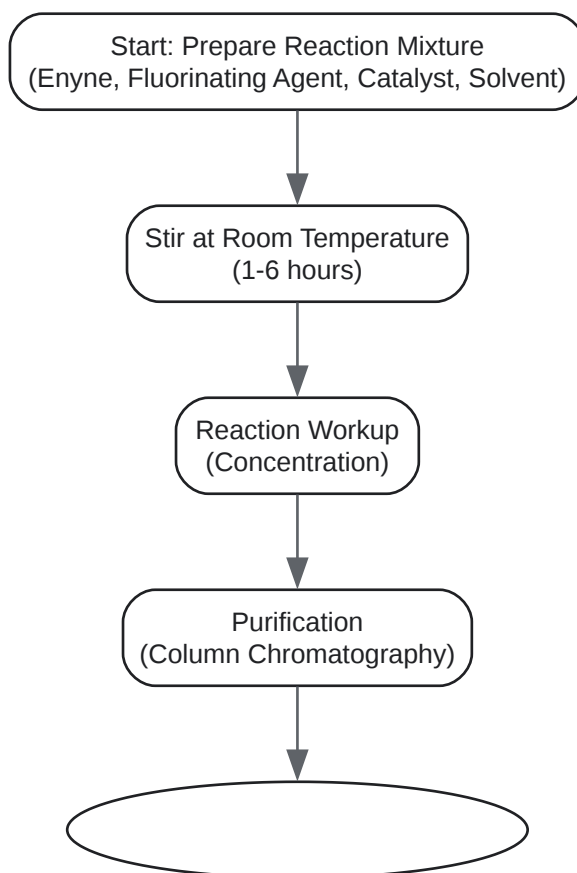 Start: Prepare Reaction Mixture
(Enyne, Fluorinating Agent, Catalyst, Solvent)
Stir at Room Temperature
(1-6 hours)
Reaction Workup
(Concentration)
Purification
(Column Chromatography)